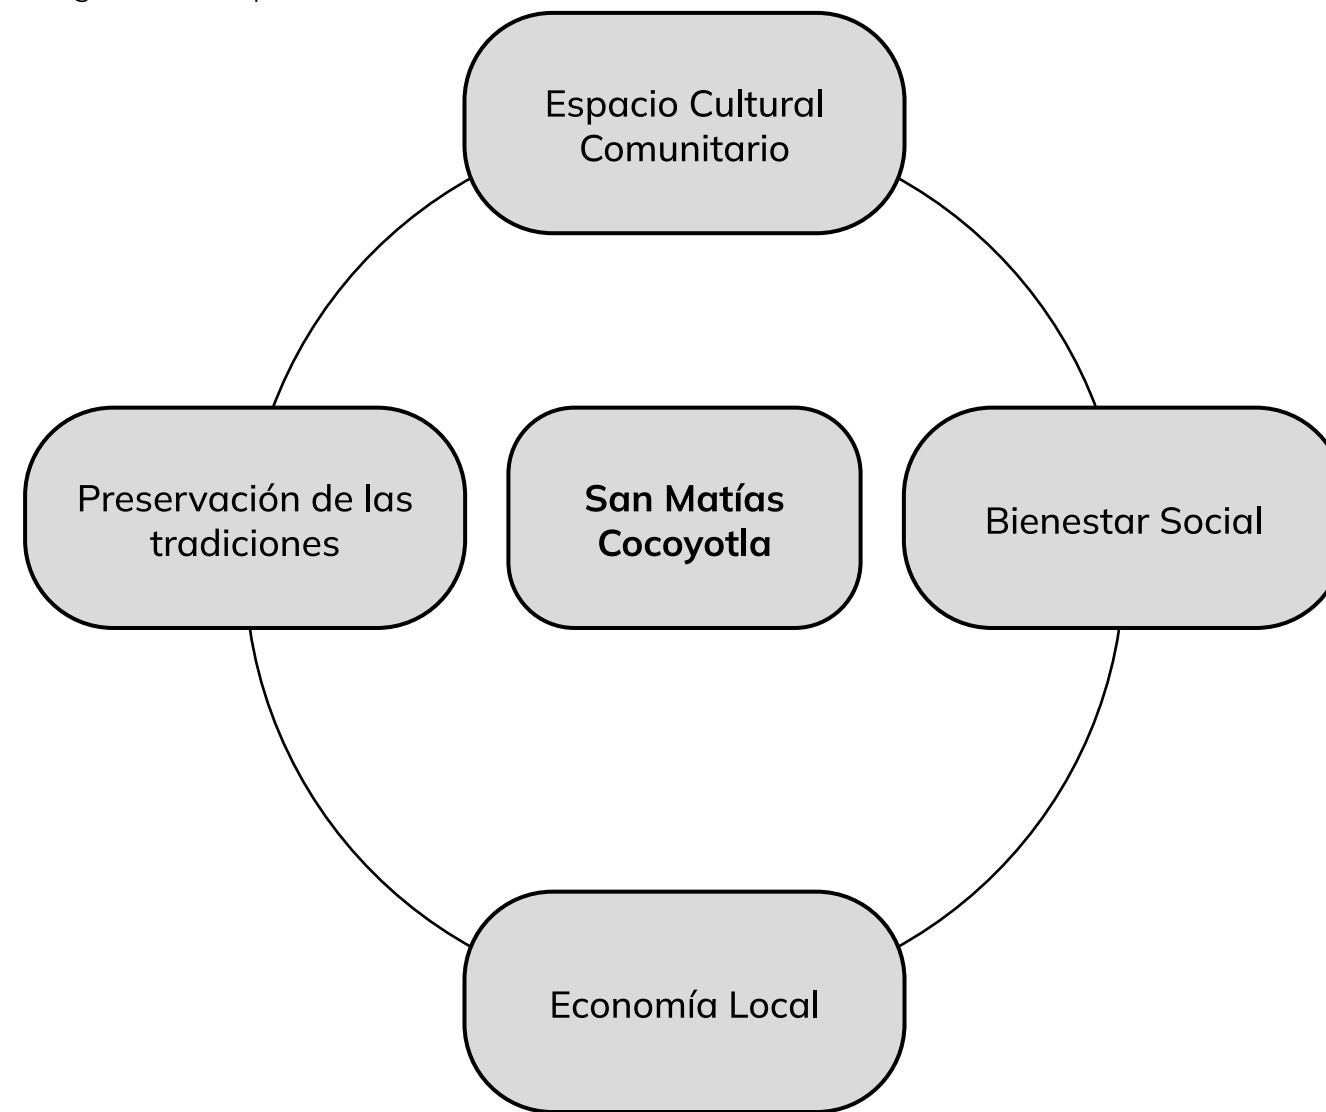 Espacio Cultural
Comunitario
Preservación de las
tradiciones
San Matías
Cocoyotla
Bienestar Social
Economía Local